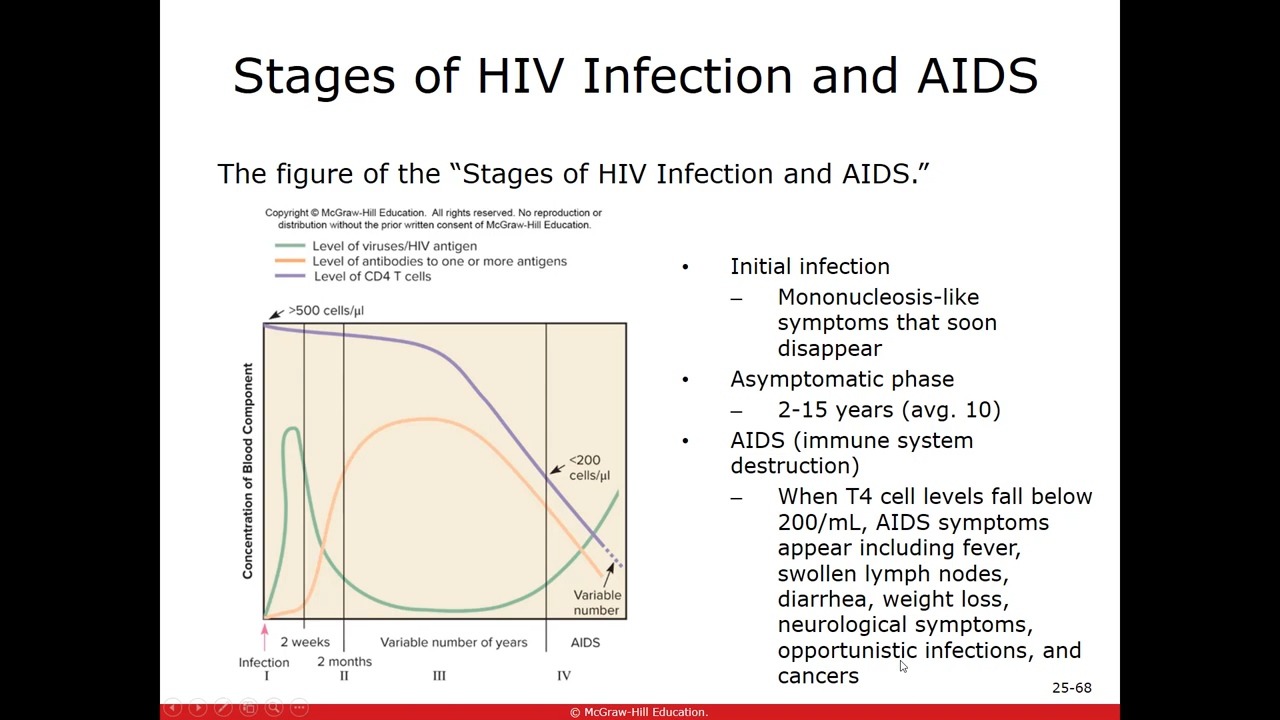 Stages of HIV Infection and AIDS
The figure of the “Stages of HIV Infection and AIDS.”
Copyright © McGraw-Hill Education. All rights reserved. No reproduction or
distribution without the prior written consent of McGraw-Hill Education.
Level of viruses/HIV antigen
Level of antibodies to one or more antigens
Level of CD4 T cells
>500 cells/µl
Concentration of Blood Component
<200
cells/µl
Variable
number
2 weeks
Variable number of years
AIDS
Infection
2 months
I
II
III
IV
• Initial infection
– Mononucleosis-like
symptoms that soon
disappear
• Asymptomatic phase
– 2-15 years (avg. 10)
• AIDS (immune system
destruction)
– When T4 cell levels fall below
200/mL, AIDS symptoms
appear including fever,
swollen lymph nodes,
diarrhea, weight loss,
neurological symptoms,
opportunistic infections, and
cancers
25-68
© McGraw-Hill Education.